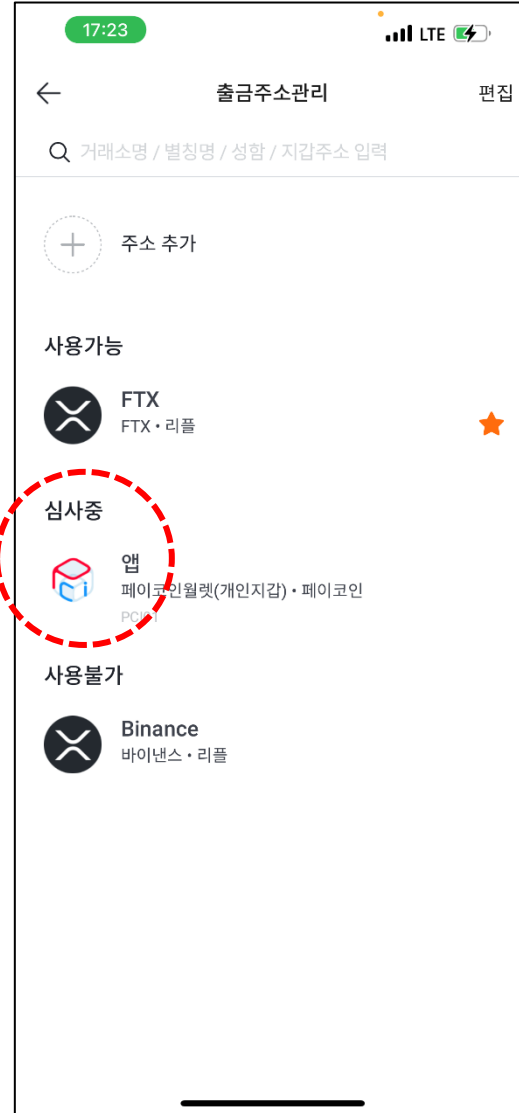 17:23
LTE
출금주소관리
편집
거래소명 / 별칭명 / 성함 / 지갑주소 입력
주소 추가
사용가능
FTX
FTX • 리플
심사중
앱
페이코인월렛(개인지갑) • 페이코인
사용불가
Binance
바이낸스 • 리플